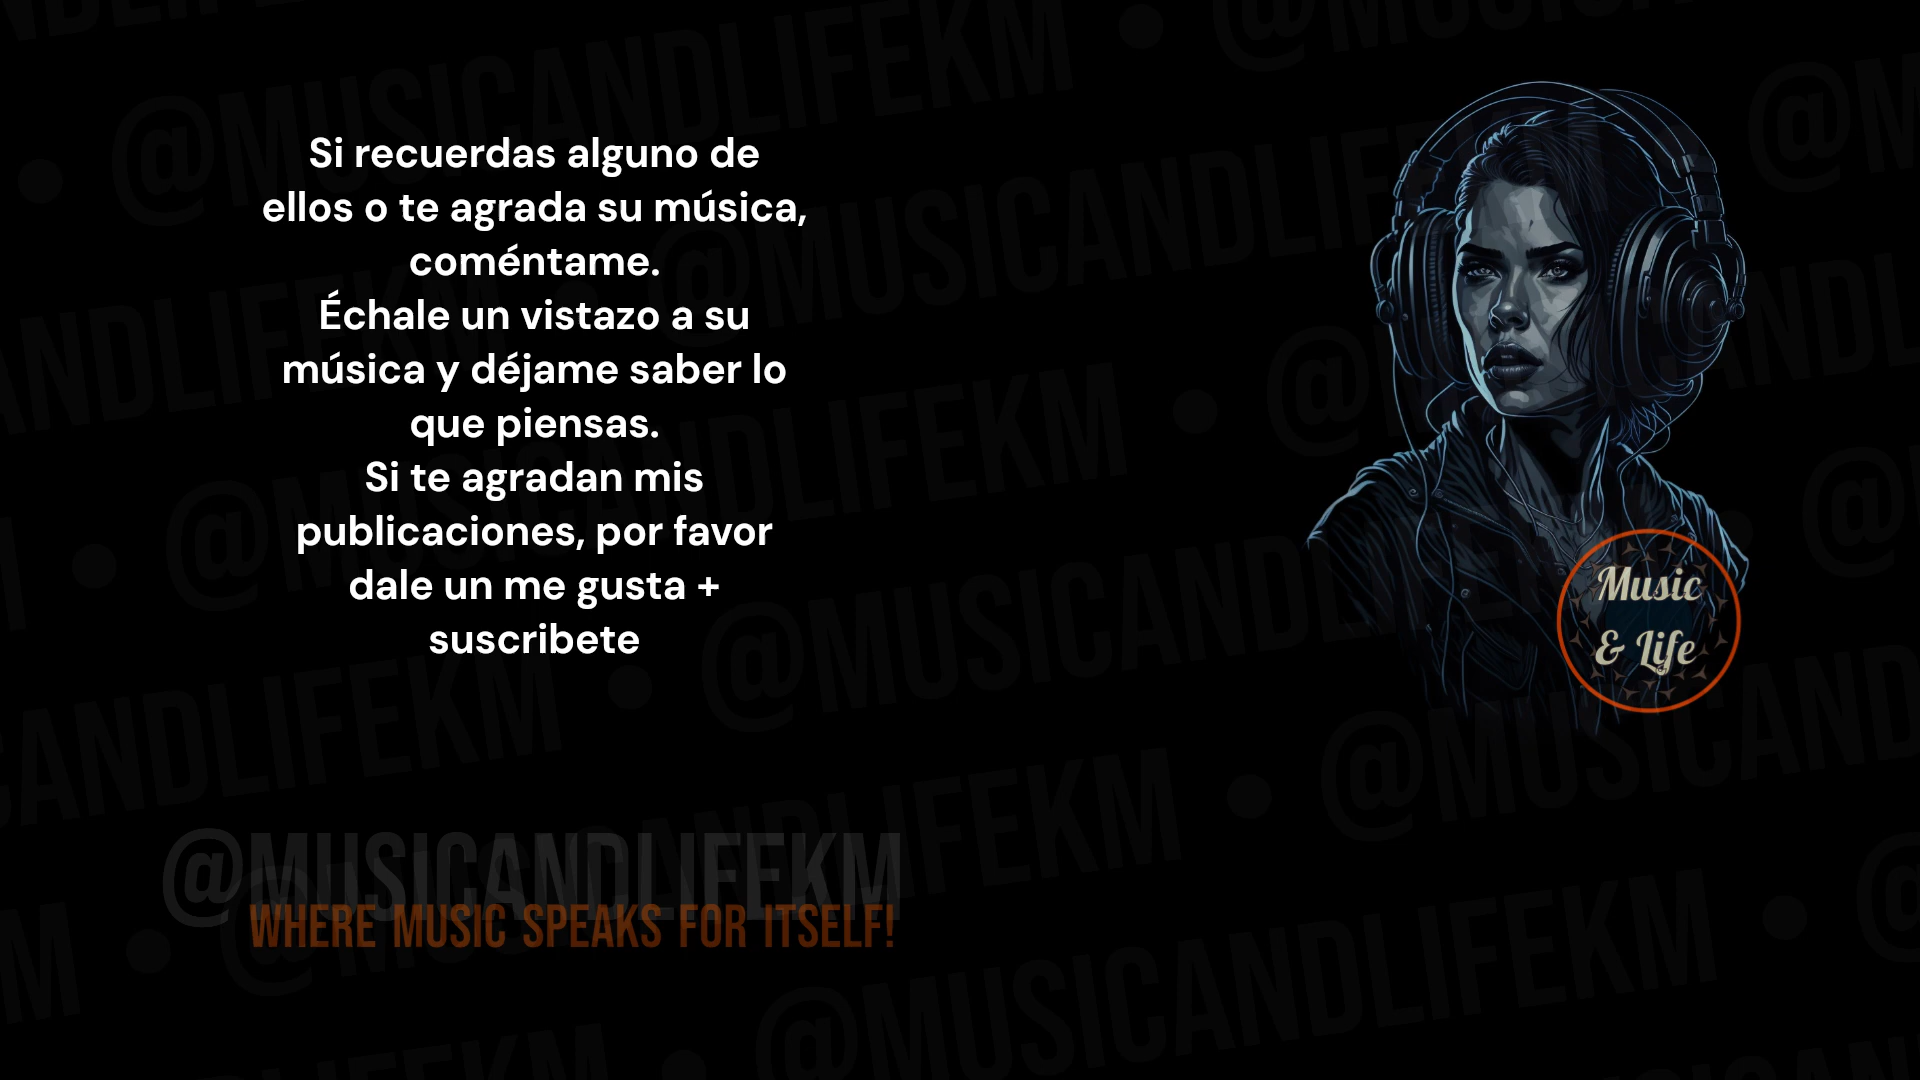 Si recuerdas alguno de
ellos o te agrada su música,
coméntame.
Échale un vistazo a su
música y déjame saber lo
que piensas.
Si te agradan mis
publicaciones, por favor
dale un me gusta +
suscribete
Music
& Life
@MUSICANDLIFEKM
WHERE MUSIC SPEAKS FOR ITSELF!